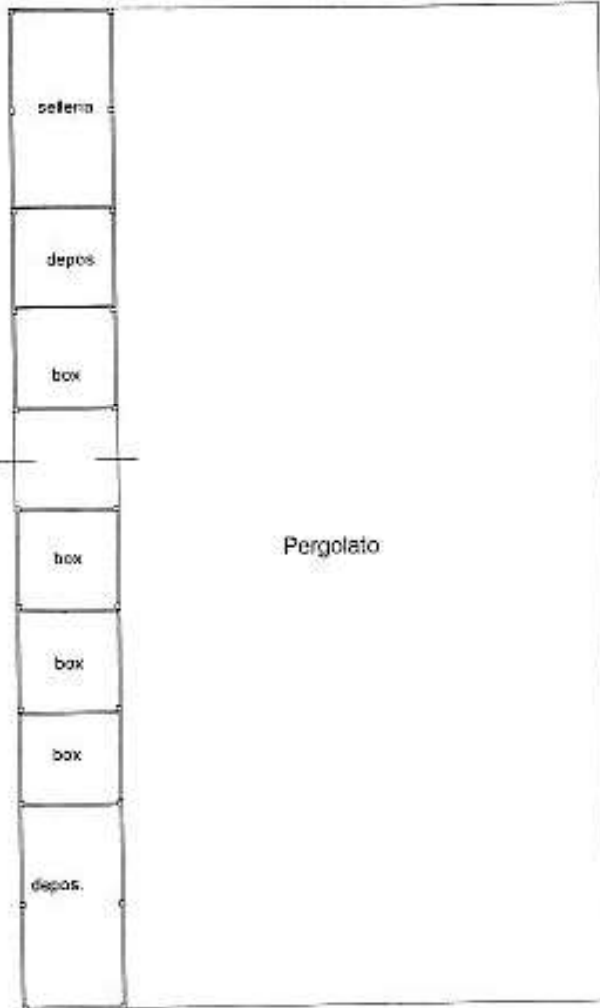 selleria
depos
box
box
Pergolato
box
box
depos.